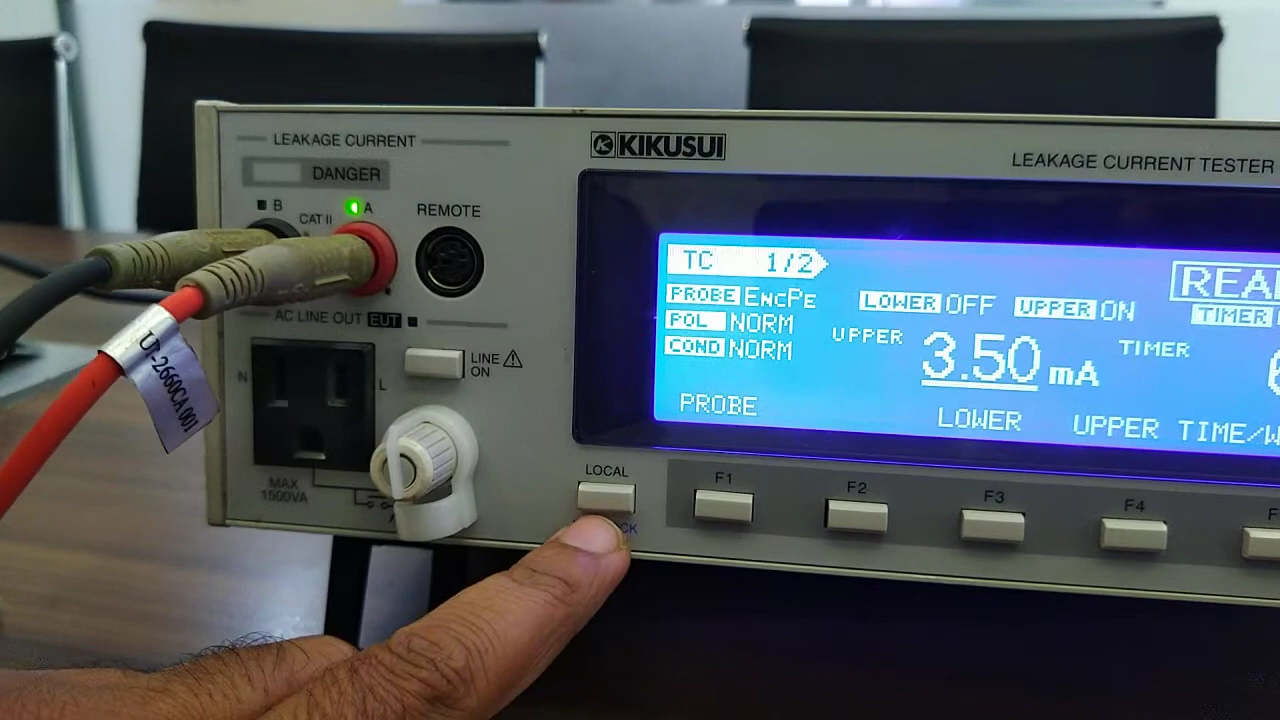 LEAKAGE CURRENT
DANGER
B
CAT II
A
REMOTE
AC LINE OUT EUT
N
L
LINE
ON
MAX
1500VA
KIKUSUI
LEAKAGE CURRENT TESTER
TC 1/2
PROBE EncPe
LOWER OFF UPPER ON
TIMER
POL NORM
COND NORM
UPPER 3.50 mA
TIMER
PROBE
LOWER
UPPER
LOCAL
F1
F2
F3
F4